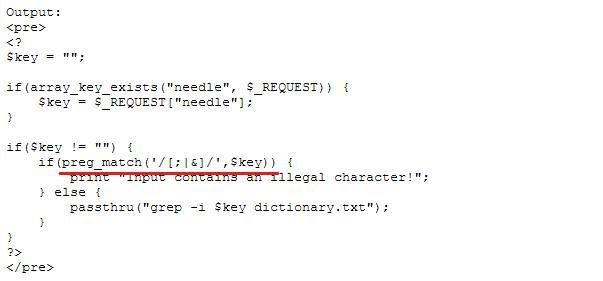 Output:
<pre>
<?
$key = "";
if(array_key_exists("needle", $_REQUEST)) {
    $key = $_REQUEST["needle"];
}
if($key != "") {
    if(preg_match('/[;|&]/',$key)) {
        print "Input contains an illegal character!";
    } else {
        passthru("grep -i $key dictionary.txt");
    }
}
?>
</pre>